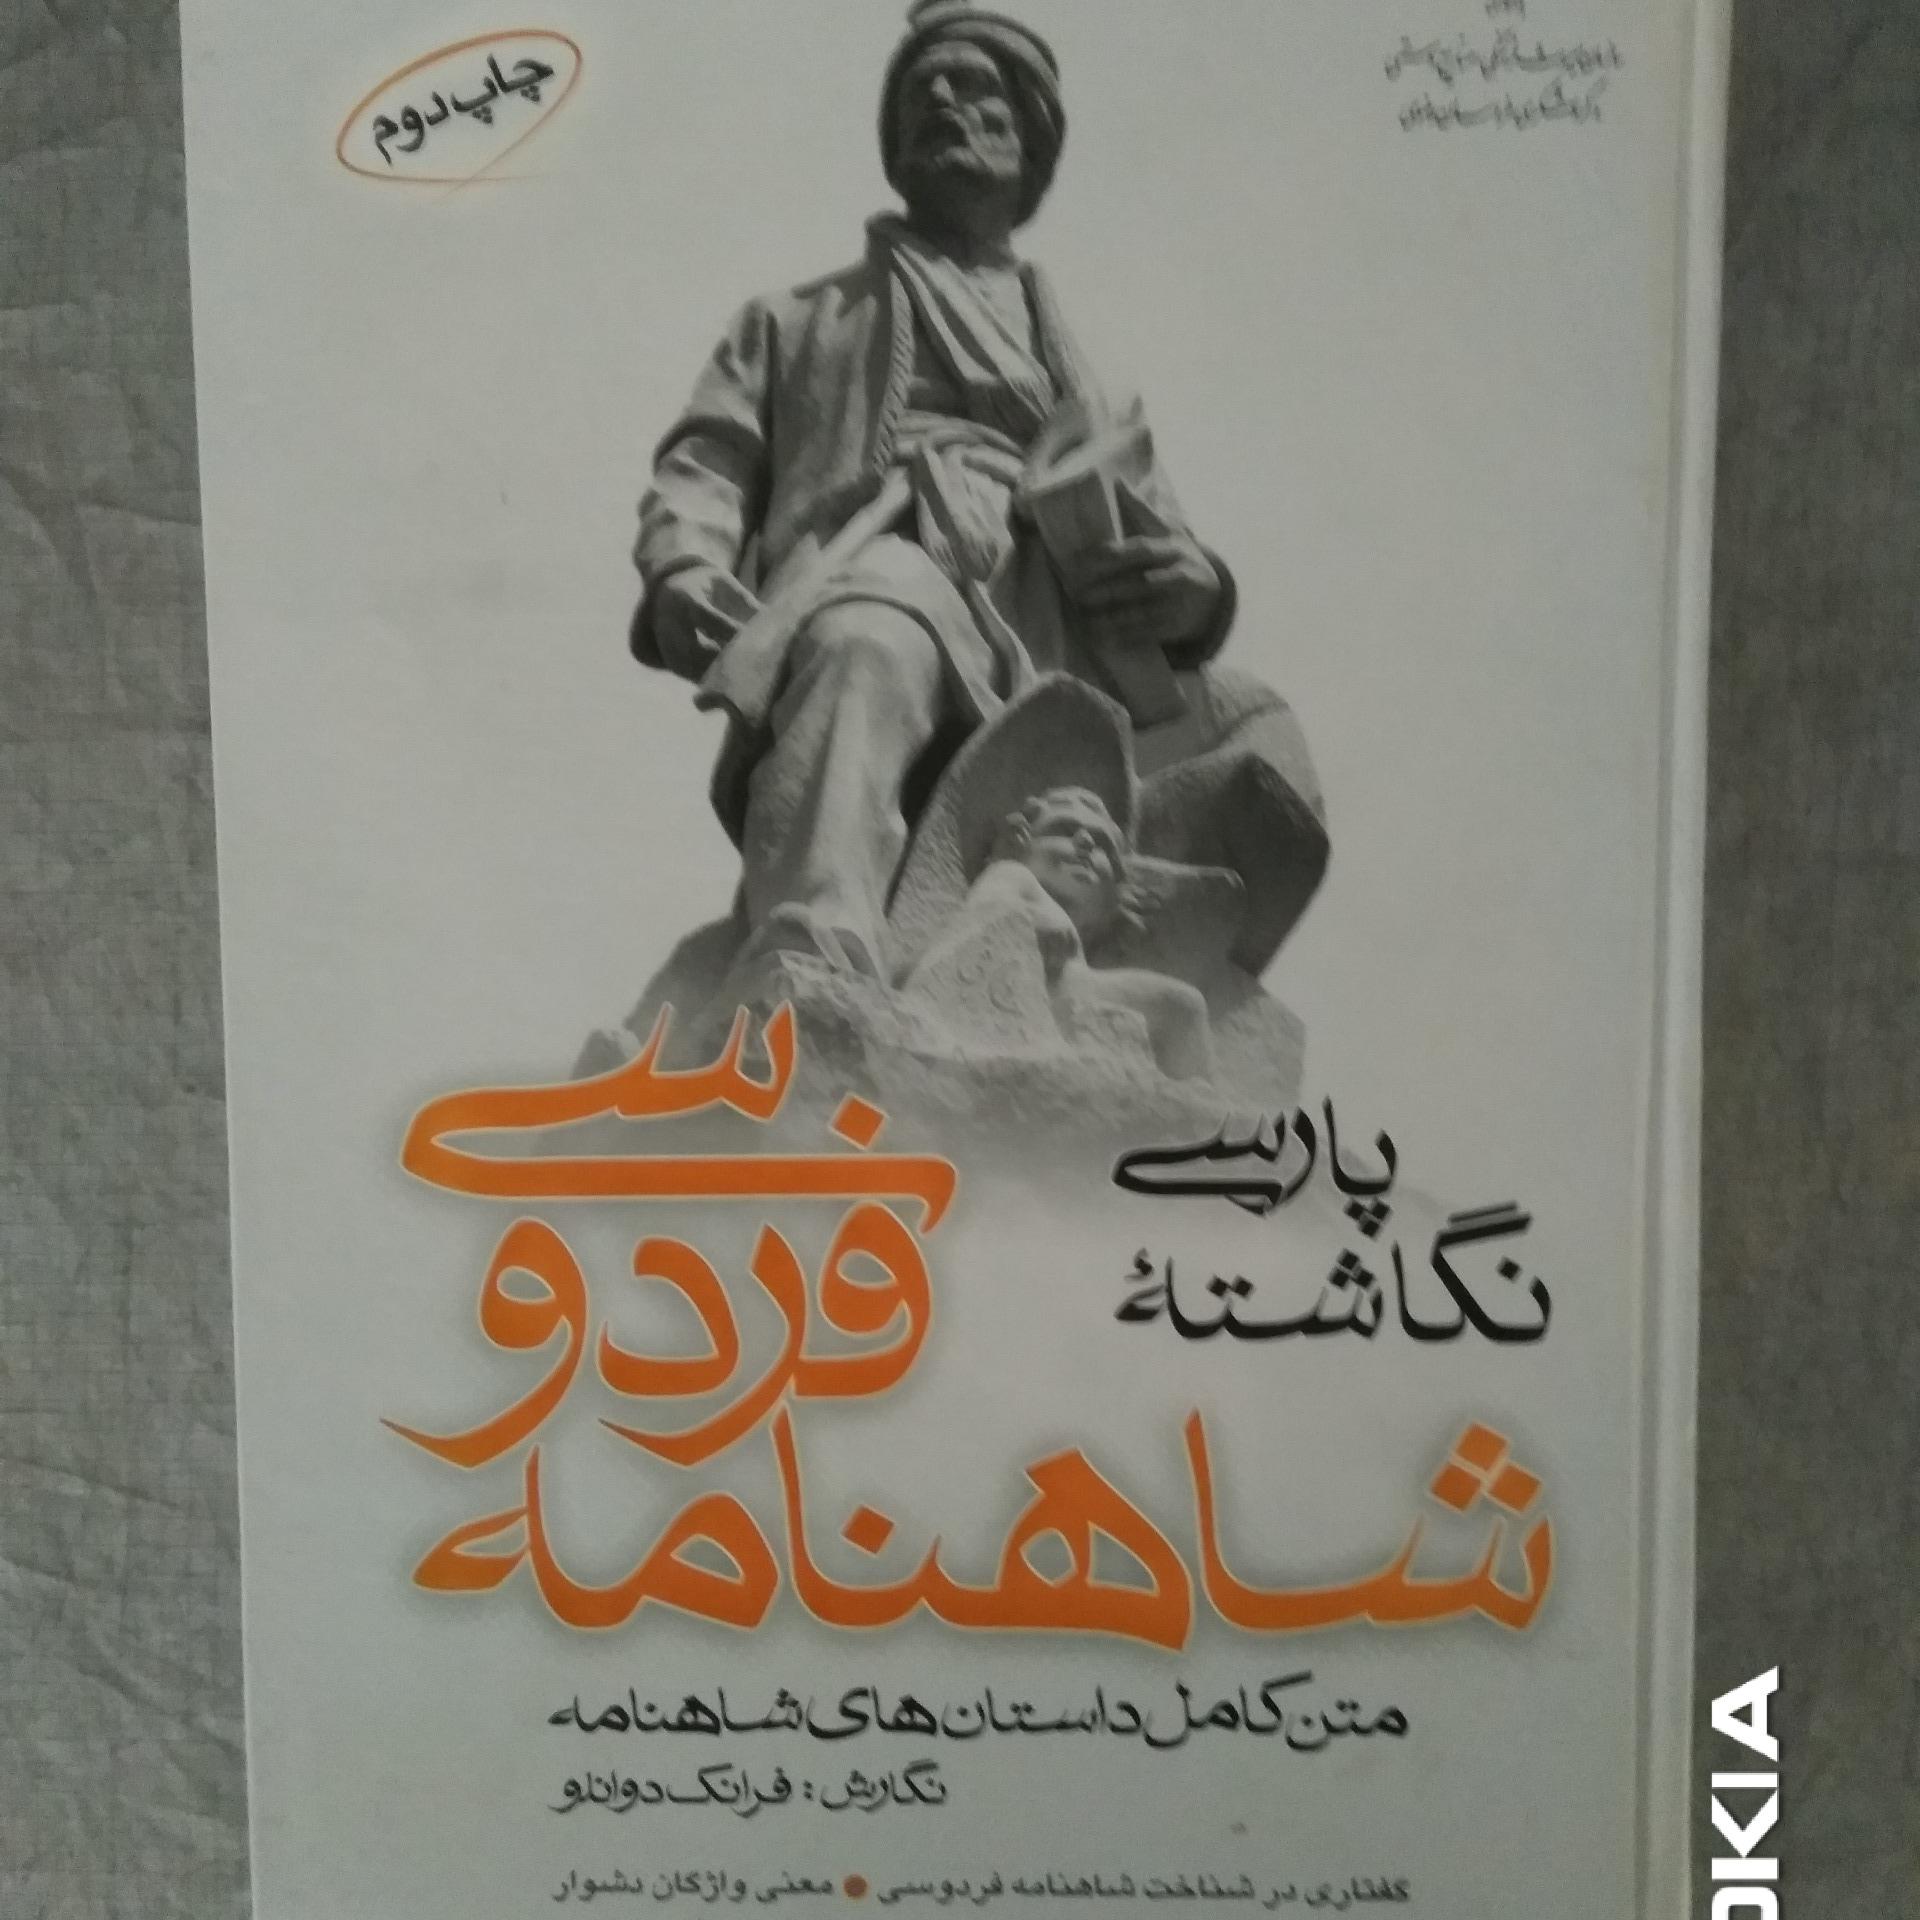 چاپ دوم
پارسی
نگاشتهٔ
فردوسی
شاهنامه
متن کامل داستان های شاهنامه
نگارش : فرانک دوانلو
گفتاری در شناخت شاهنامه فردوسی • معنی واژگان دشوار
OKIA